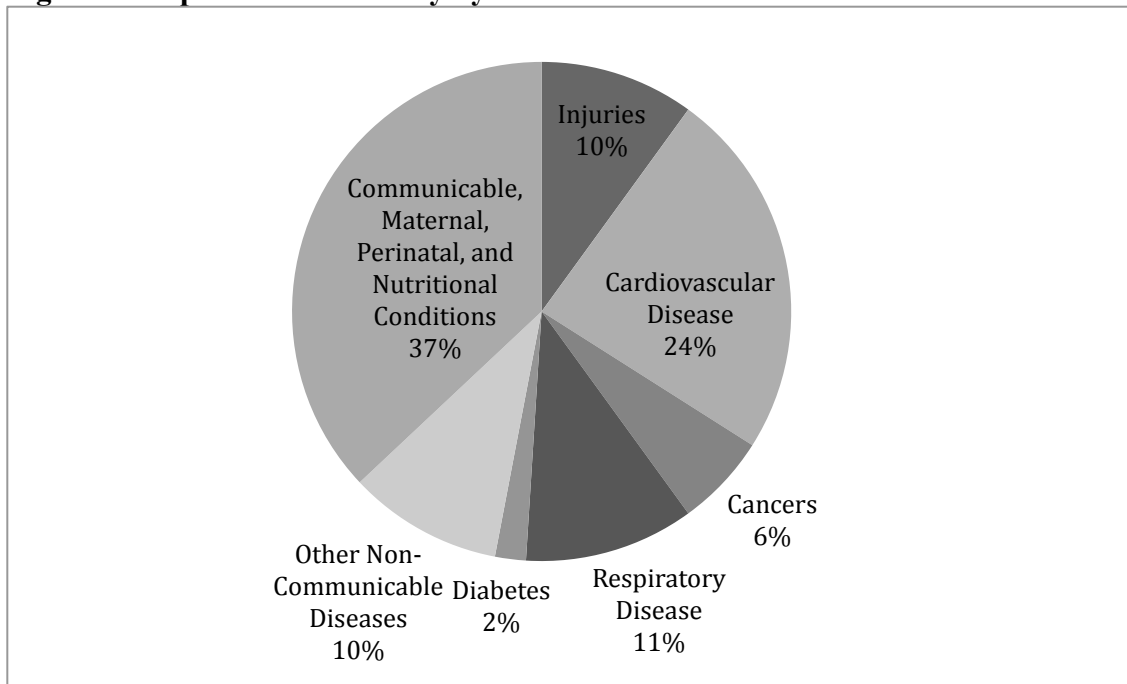 Injuries
10%
Communicable,
Maternal,
Perinatal, and
Nutritional
Conditions
37%
Cardiovascular
Disease
24%
Cancers
6%
Respiratory
Disease
11%
Diabetes
2%
Other Non-
Communicable
Diseases
10%